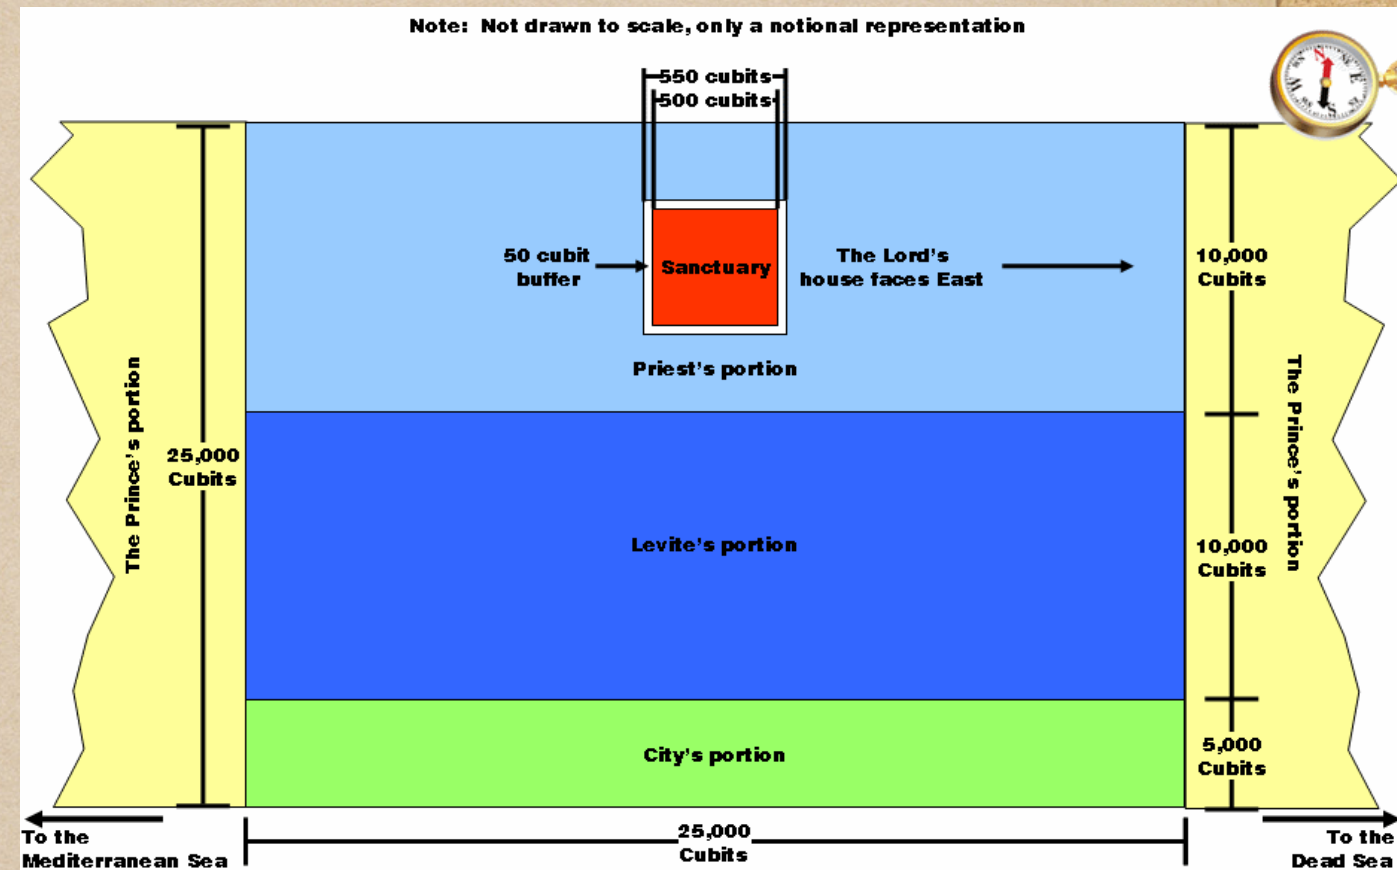 Note:  Not drawn to scale, only a notional representation
550 cubits
500 cubits
50 cubit
buffer
Sanctuary
The Lord's
house faces East
Priest's portion
10,000
Cubits
The Prince's portion
25,000
Cubits
The Prince's portion
Levite's portion
10,000
Cubits
City's portion
5,000
Cubits
To the
Mediterranean Sea
25,000
Cubits
To the
Dead Sea
N
E
S
W